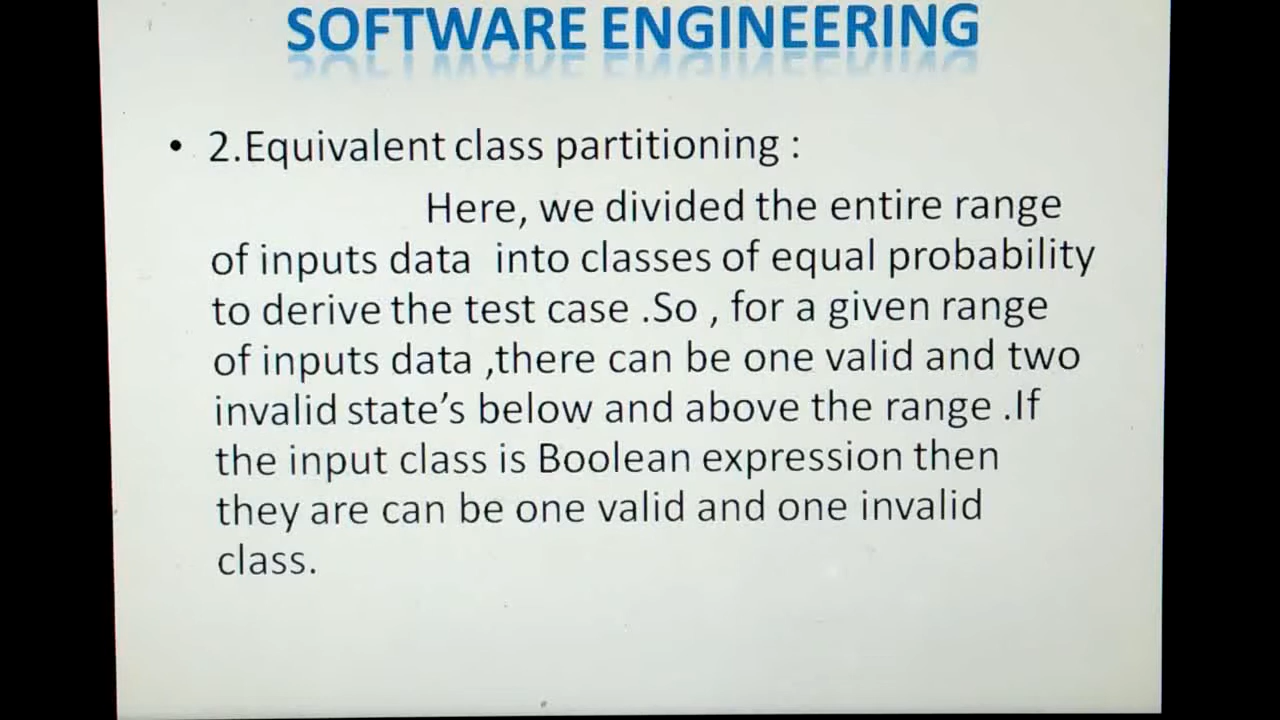 SOFTWARE ENGINEERING
• 2.Equivalent class partitioning :
Here, we divided the entire range
of inputs data into classes of equal probability
to derive the test case .So , for a given range
of inputs data ,there can be one valid and two
invalid state’s below and above the range .If
the input class is Boolean expression then
they are can be one valid and one invalid
class.